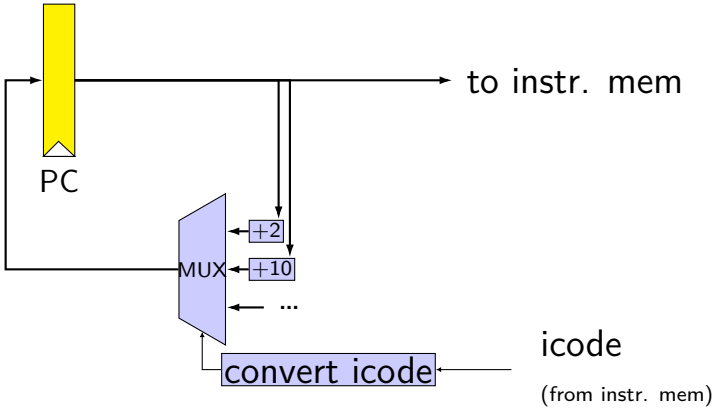 to instr. mem
PC
+2
MUX
+10
...
icode
convert icode
(from instr. mem)